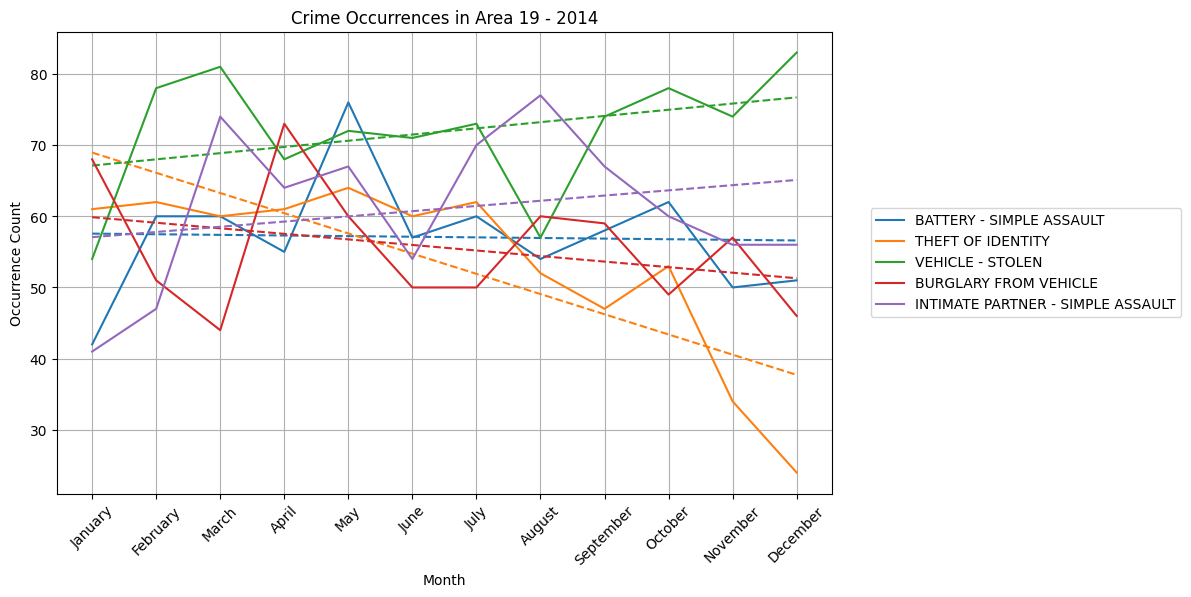 Crime Occurrences in Area 19 - 2014
Occurrence Count
80
70
60
50
40
30
January
February
March
April
May
June
July
August
September
October
November
December
Month
BATTERY - SIMPLE ASSAULT
THEFT OF IDENTITY
VEHICLE - STOLEN
BURGLARY FROM VEHICLE
INTIMATE PARTNER - SIMPLE ASSAULT